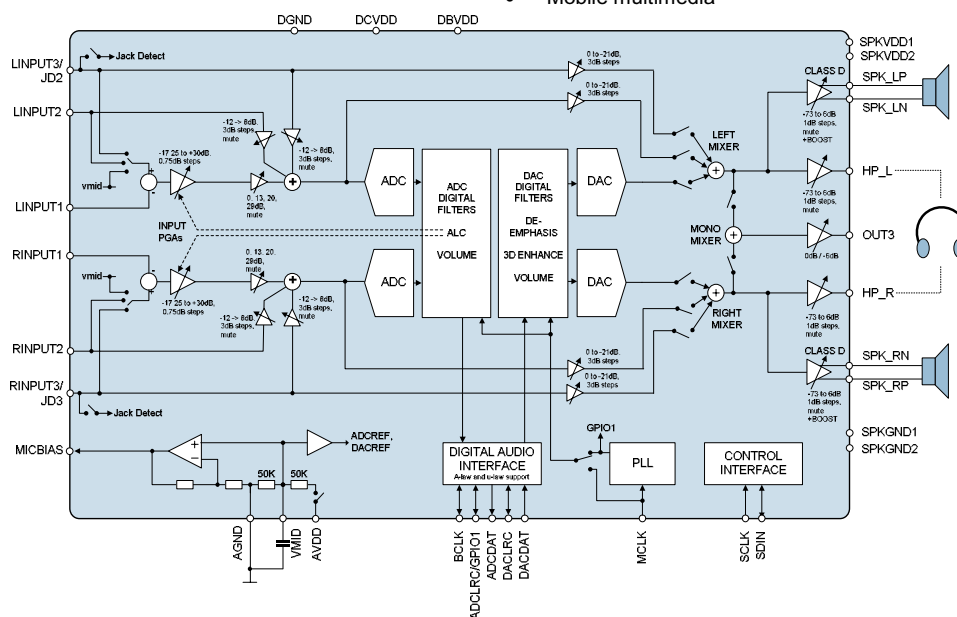 Mobile multimedia
DGND
DCVDD
DBVDD
SPKVDD1
SPKVDD2
LINPUT3/
JD2
Jack Detect
0 to -21dB,
3dB steps
CLASS D
SPK_LP
SPK_LN
LINPUT2
-12 -> 6dB,
3dB steps,
mute
0 to -21dB,
3dB steps
-73 to 6dB
1dB steps,
mute
+BOOST
LEFT
MIXER
-17.25 to +30dB,
0.75dB steps
-12 -> 6dB,
3dB steps,
mute
vmid
-
+
+
ADC
ADC
DIGITAL
FILTERS
ALC
VOLUME
DAC
DIGITAL
FILTERS
DE-
EMPHASIS
3D ENHANCE
VOLUME
DAC
+
HP_L
-73 to 6dB
1dB steps,
mute
LINPUT1
0, 13, 20,
29dB,
mute
INPUT
PGAs
MONO
MIXER
+
OUT3
0dB / -6dB
RINPUT1
0, 13, 20,
29dB,
mute
vmid
+
-
+
ADC
DAC
+
HP_R
-17.25 to +30dB,
0.75dB steps
-12 -> 6dB,
3dB steps,
mute
-12 -> 6dB,
3dB steps,
mute
RIGHT
MIXER
-73 to 6dB
1dB steps,
mute
RINPUT2
0 to -21dB,
3dB steps
CLASS D
SPK_RN
SPK_RP
RINPUT3/
JD3
Jack Detect
0 to -21dB,
3dB steps
-73 to 6dB
1dB steps,
mute
+BOOST
MICBIAS
+
-
ADCREF,
DACREF
50K
50K
DIGITAL AUDIO
INTERFACE
A-law and u-law support
GPIO1
PLL
CONTROL
INTERFACE
SPKGND1
SPKGND2
AGND
VMID
AVDD
BCLK
ADCLRC/GPIO1
ADCDAT
DACLRC
DACDAT
MCLK
SCLK
SDIN